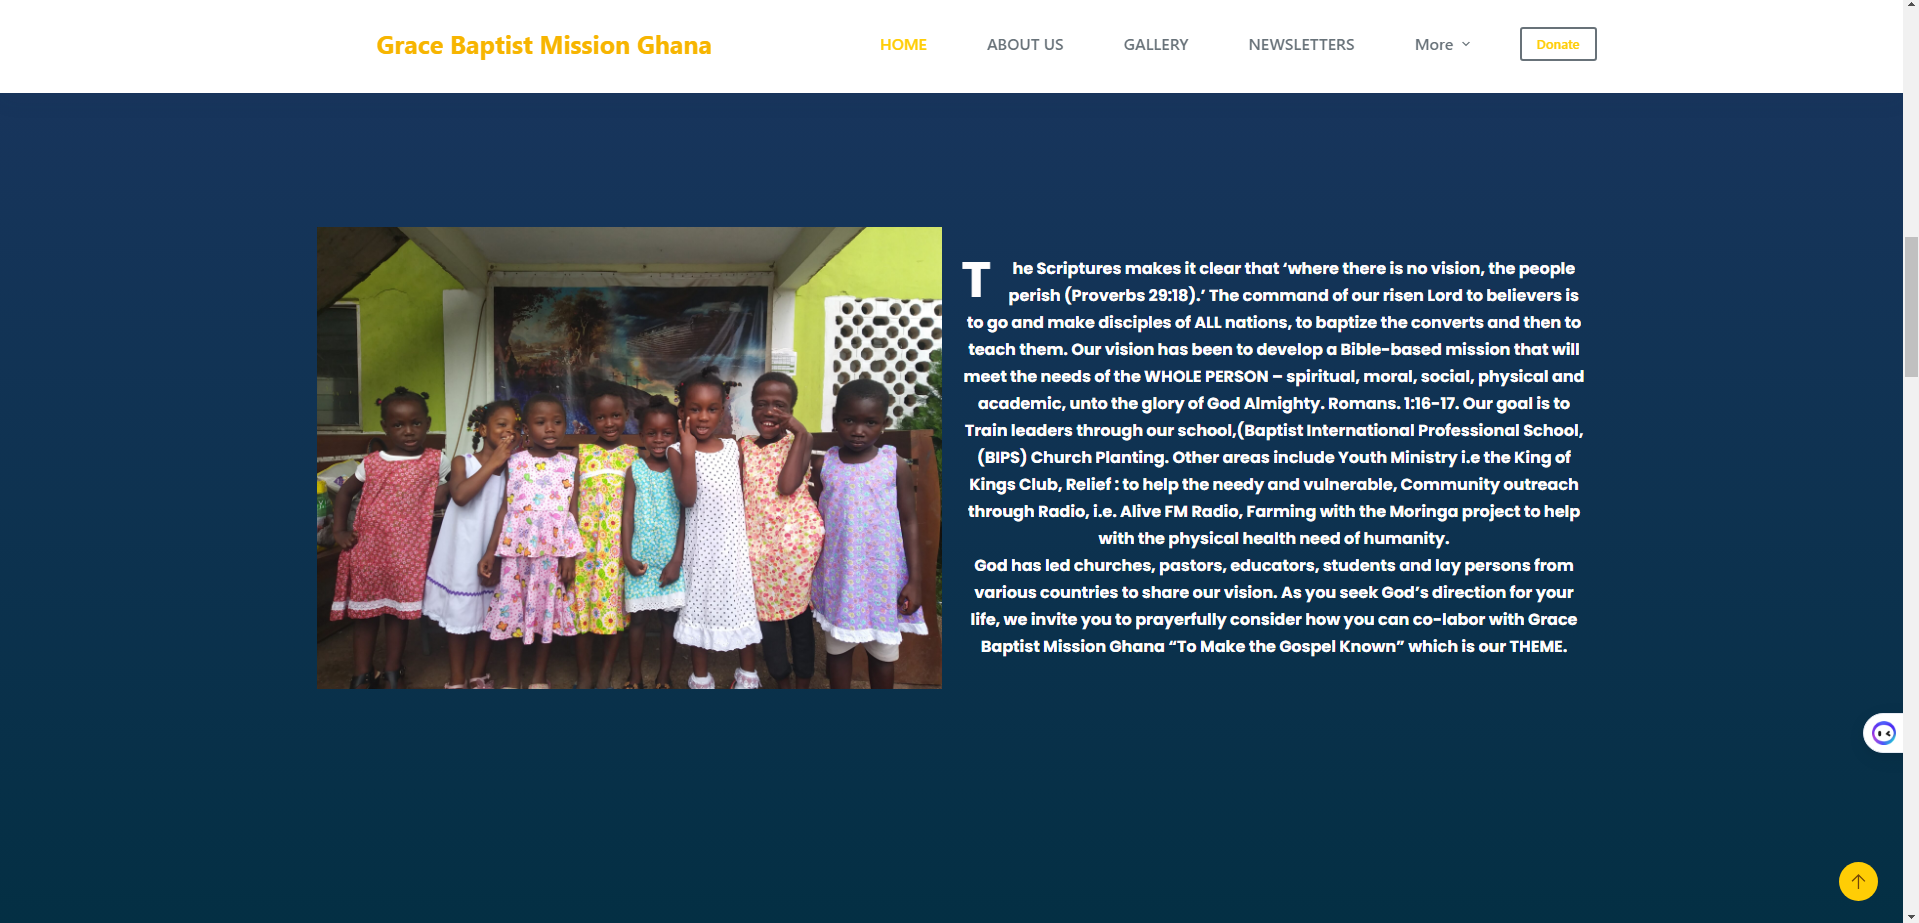 Grace Baptist Mission Ghana
HOME
ABOUT US
GALLERY
NEWSLETTERS
More
Donate
The Scriptures makes it clear that ‘where there is no vision, the people
perish (Proverbs 29:18).’ The command of our risen Lord to believers is
to go and make disciples of ALL nations, to baptize the converts and then to
teach them. Our vision has been to develop a Bible-based mission that will
meet the needs of the WHOLE PERSON – spiritual, moral, social, physical and
academic, unto the glory of God Almighty. Romans. 1:16-17. Our goal is to
Train leaders through our school,(Baptist International Professional School,
(BIPS) Church Planting. Other areas include Youth Ministry i.e the King of
Kings Club, Relief : to help the needy and vulnerable, Community outreach
through Radio, i.e. Alive FM Radio, Farming with the Moringa project to help
with the physical health need of humanity.
God has led churches, pastors, educators, students and lay persons from
various countries to share our vision. As you seek God’s direction for your
life, we invite you to prayerfully consider how you can co-labor with Grace
Baptist Mission Ghana “To Make the Gospel Known” which is our THEME.